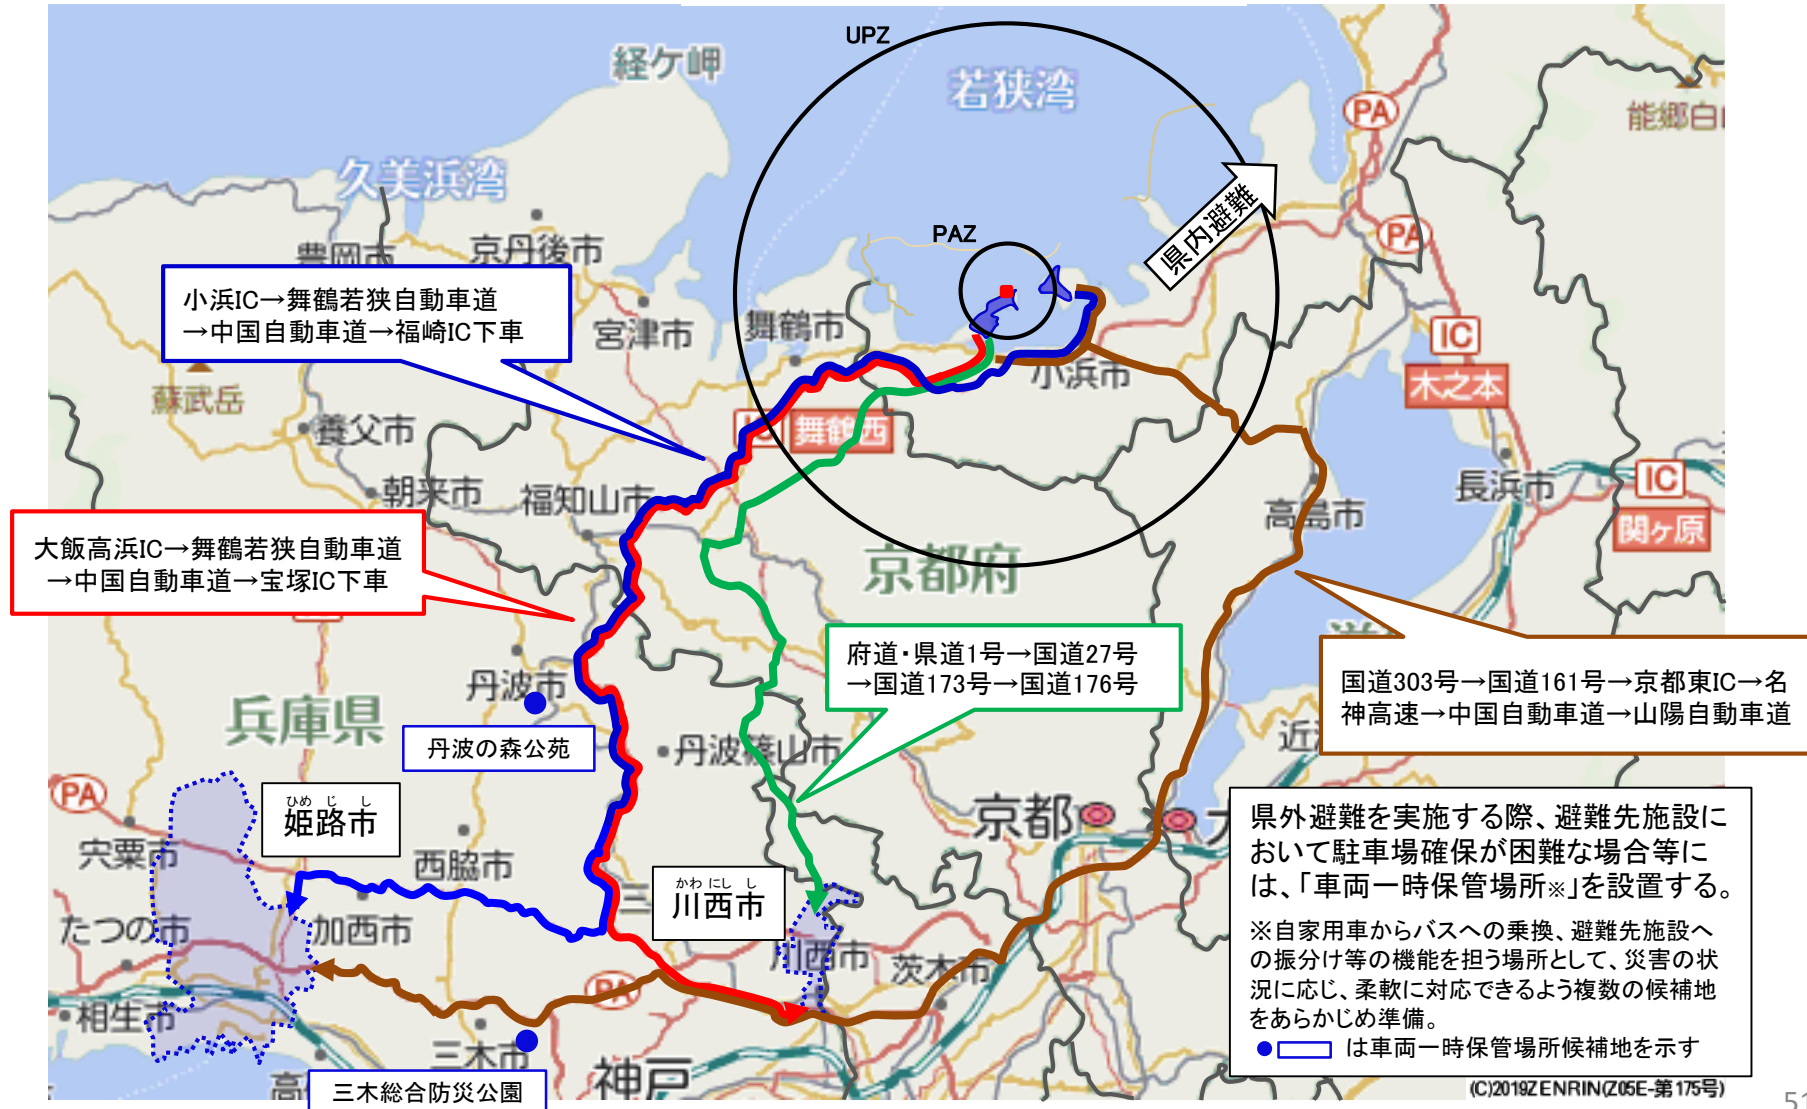 UPZ
経ケ岬
若狭湾
PA
能郷白
久美浜湾
県内避難
豊岡市
京丹後市
PAZ
PA
小浜IC→舞鶴若狭自動車道
→中国自動車道→福崎IC下車
宮津市
舞鶴市
IC
木之本
小浜市
蘇武岳
養父市
舞鶴西
朝来市
福知山市
高島市
長浜市
IC
関ヶ原
大飯高浜IC→舞鶴若狭自動車道
→中国自動車道→宝塚IC下車
京都府
府道・県道1号→国道27号
→国道173号→国道176号
国道303号→国道161号→京都東IC→名
神高速→中国自動車道→山陽自動車道
丹波市
兵庫県
丹波の森公苑
丹波篠山市
近
PA
ひめじし
姫路市
京都
宍粟市
西脇市
かわにしし
川西市
三
たつの市
加西市
川西市
茨木市
PA
相生市
三木市
神戸
高
三木総合防災公園
県外避難を実施する際、避難先施設に
おいて駐車場確保が困難な場合等に
は、「車両一時保管場所※」を設置する。
※自家用車からバスへの乗換、避難先施設へ
の振分け等の機能を担う場所として、災害の状
況に応じ、柔軟に対応できるよう複数の候補地
をあらかじめ準備。
は車両一時保管場所候補地を示す
(C)2019ZENRIN(Z05E-第175号)
51